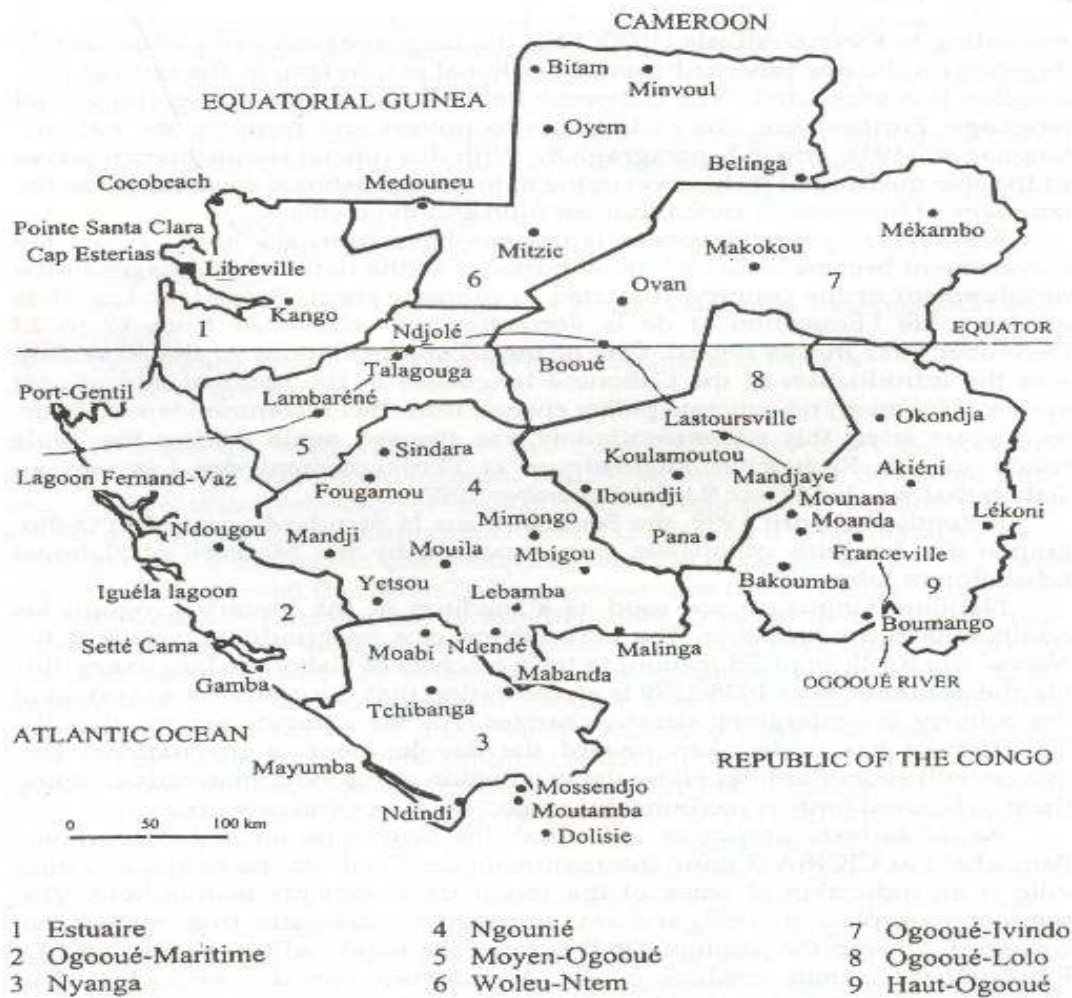 CAMEROON
Bitam
Minvoul
EQUATORIAL GUINEA
Oyem
Belinga
Cocobeach
Medouneu
Mékambo
Pointe Santa Clara
Mitzic
Makokou
Cap Esterias
Libreville
6
Ovan
7
Kango
1
Ndjolé
EQUATOR
Talagouga
Booué
8
Port-Gentil
Lambaréné
Okondja
Lastoursville
5
Sindara
Koulamoutou
Akiéni
Lagoon Fernand-Vaz
Fougamou
4
Iboundji
Mandjaye
Mounana
Lékoni
Ndougou
Mandji
Mimongo
Moanda
Mouila
Mbigou
Pana
Franceville
Iguéla lagoon
Yetsou
Bakoumba
9
2
Lebamba
Setté Cama
Moabi
Ndendé
Malinga
Boumango
Gamba
Mabanda
OGOOUÉ RIVER
Tchibanga
ATLANTIC OCEAN
3
REPUBLIC OF THE CONGO
Mayumba
Mossendjo
Ndindi
Moutamba
0 50 100 km
Dolisie
1 Estuaire 4 Ngounié 7 Ogooué-Ivindo
2 Ogooué-Maritime 5 Moyen-Ogooué 8 Ogooué-Lolo
3 Nyanga 6 Woleu-Ntem 9 Haut-Ogooué